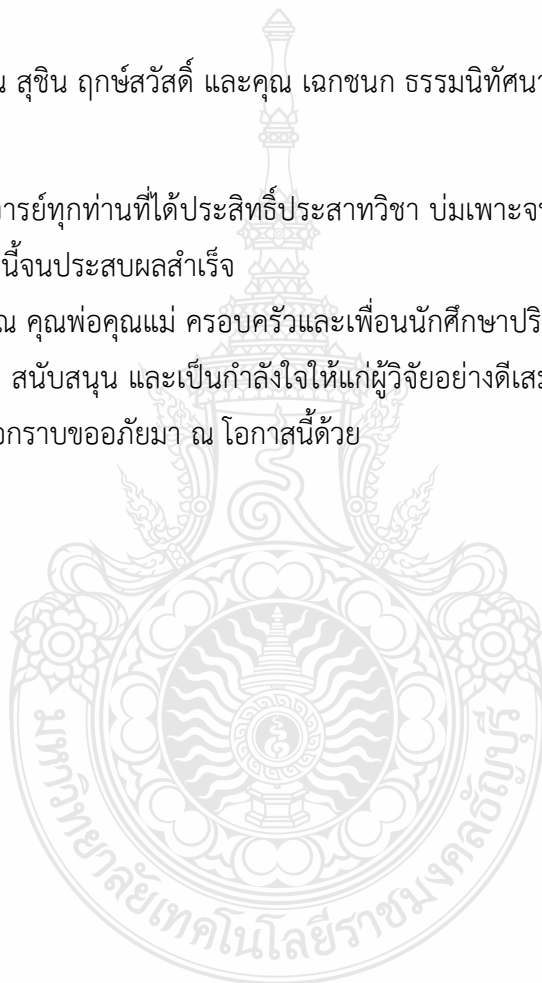 น สุชิน ฤกษ์สวัสดิ์ และคุณ เฉกชนก ธรรมนิทัศนา
ารย์ทุกท่านที่ได้ประสิทธิ์ประสาทวิชา บ่มเพาะจ
นี้จนประสบผลสำเร็จ
ณ คุณพ่อคุณแม่ ครอบครัวและเพื่อนนักศึกษาปริ
สนับสนุน และเป็นกำลังใจให้แก่ผู้วิจัยอย่างดีเส
อกราบขออภัยมา ณ โอกาสนี้ด้วย
มหาวิทยาลัยเทคโนโลยีราชมงคลธัญบุรี